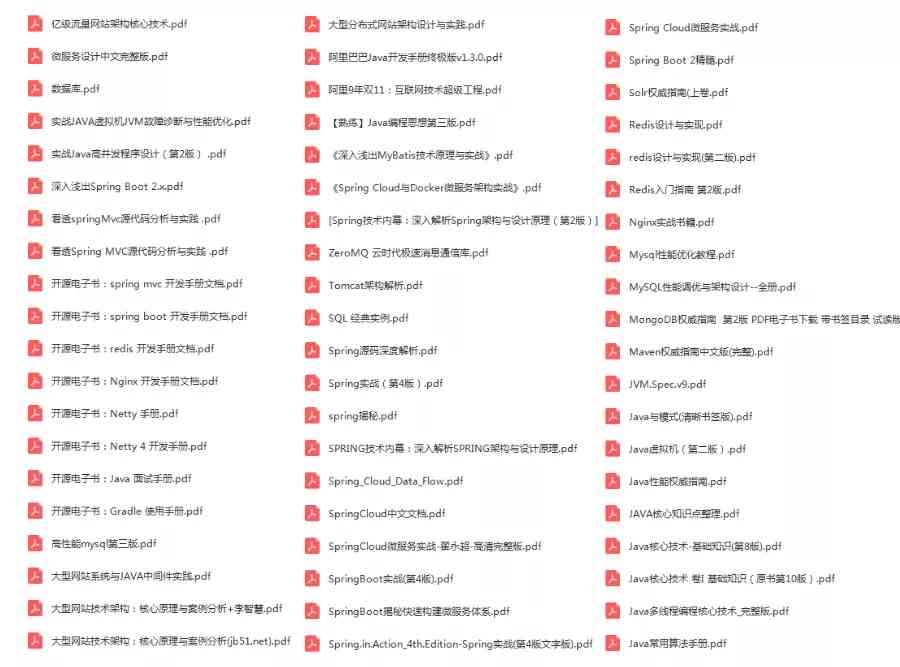 亿级流量网站架构核心技术.pdf
微服务设计中文完整版.pdf
数据库.pdf
实战JAVA虚拟机JVM故障诊断与性能优化.pdf
实战Java高并发程序设计（第2版） .pdf
深入浅出Spring Boot 2.x.pdf
看透springMvc源代码分析与实践 .pdf
看透Spring MVC源代码分析与实践 .pdf
开源电子书：spring mvc 开发手册文档.pdf
开源电子书：spring boot 开发手册文档.pdf
开源电子书：redis 开发手册文档.pdf
开源电子书：Nginx 开发手册文档.pdf
开源电子书：Netty 手册.pdf
开源电子书：Netty 4 开发手册.pdf
开源电子书：Java 面试手册.pdf
开源电子书：Gradle 使用手册.pdf
高性能mysql第三版.pdf
大型网站系统与JAVA中间件实践.pdf
大型网站技术架构：核心原理与案例分析+李智慧.pdf
大型网站技术架构：核心原理与案例分析(jb51.net).pdf
大型分布式网站架构设计与实践.pdf
阿里巴巴Java开发手册终极版v1.3.0.pdf
阿里9年双11：互联网技术超级工程.pdf
【熟练】Java编程思想第三版.pdf
《深入浅出MyBatis技术原理与实战》.pdf
《Spring Cloud与Docker微服务架构实战》.pdf
[Spring技术内幕：深入解析Spring架构与设计原理（第2版）]
ZeroMQ 云时代极速消息通信库.pdf
Tomcat架构解析.pdf
SQL 经典实例.pdf
Spring源码深度解析.pdf
Spring实战（第4版）.pdf
spring揭秘.pdf
SPRING技术内幕：深入解析SPRING架构与设计原理.pdf
Spring_Cloud_Data_Flow.pdf
SpringCloud中文文档.pdf
SpringCloud微服务实战-翟永超-高清完整版.pdf
SpringBoot实战(第4版).pdf
SpringBoot揭秘快速构建微服务体系.pdf
Spring.in.Action_4th.Edition-Spring实战(第4版文字版).pdf
Spring Cloud微服务实战.pdf
Spring Boot 2精髓.pdf
Solr权威指南(上卷.pdf
Redis设计与实现.pdf
redis设计与实现(第二版).pdf
Redis入门指南 第2版.pdf
Nginx实战书籍.pdf
Mysql性能优化教程.pdf
MySQL性能调优与架构设计--全册.pdf
MongoDB权威指南 第2版 PDF电子书下载 带书签目录 试读版
Maven权威指南中文版(完整).pdf
JVM.Spec.v9.pdf
Java与模式(清晰书签版).pdf
Java虚拟机（第二版）.pdf
Java性能权威指南.pdf
JAVA核心知识点整理.pdf
Java核心技术-基础知识(第8版).pdf
Java核心技术 卷I 基础知识（原书第10版）.pdf
Java多线程编程核心技术_完整版.pdf
Java常用算法手册.pdf